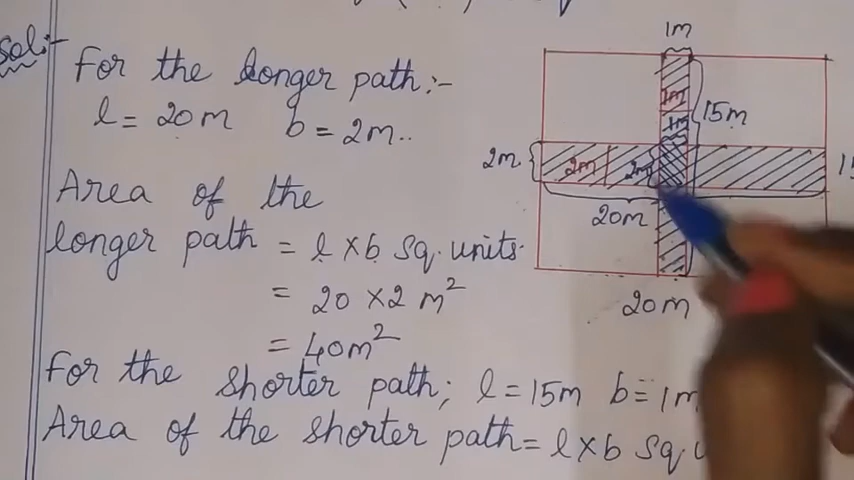 Sol:-
For the longer path:-
l = 20m b = 2m..
Area of the
longer path = l × b sq. units.
= 20 × 2 m²
= 40m²
For the shorter path; l = 15m b = 1m
Area of the shorter path = l × b sq u
1m
1m
1m
15m
2m
2m
2m
15
20m
20m